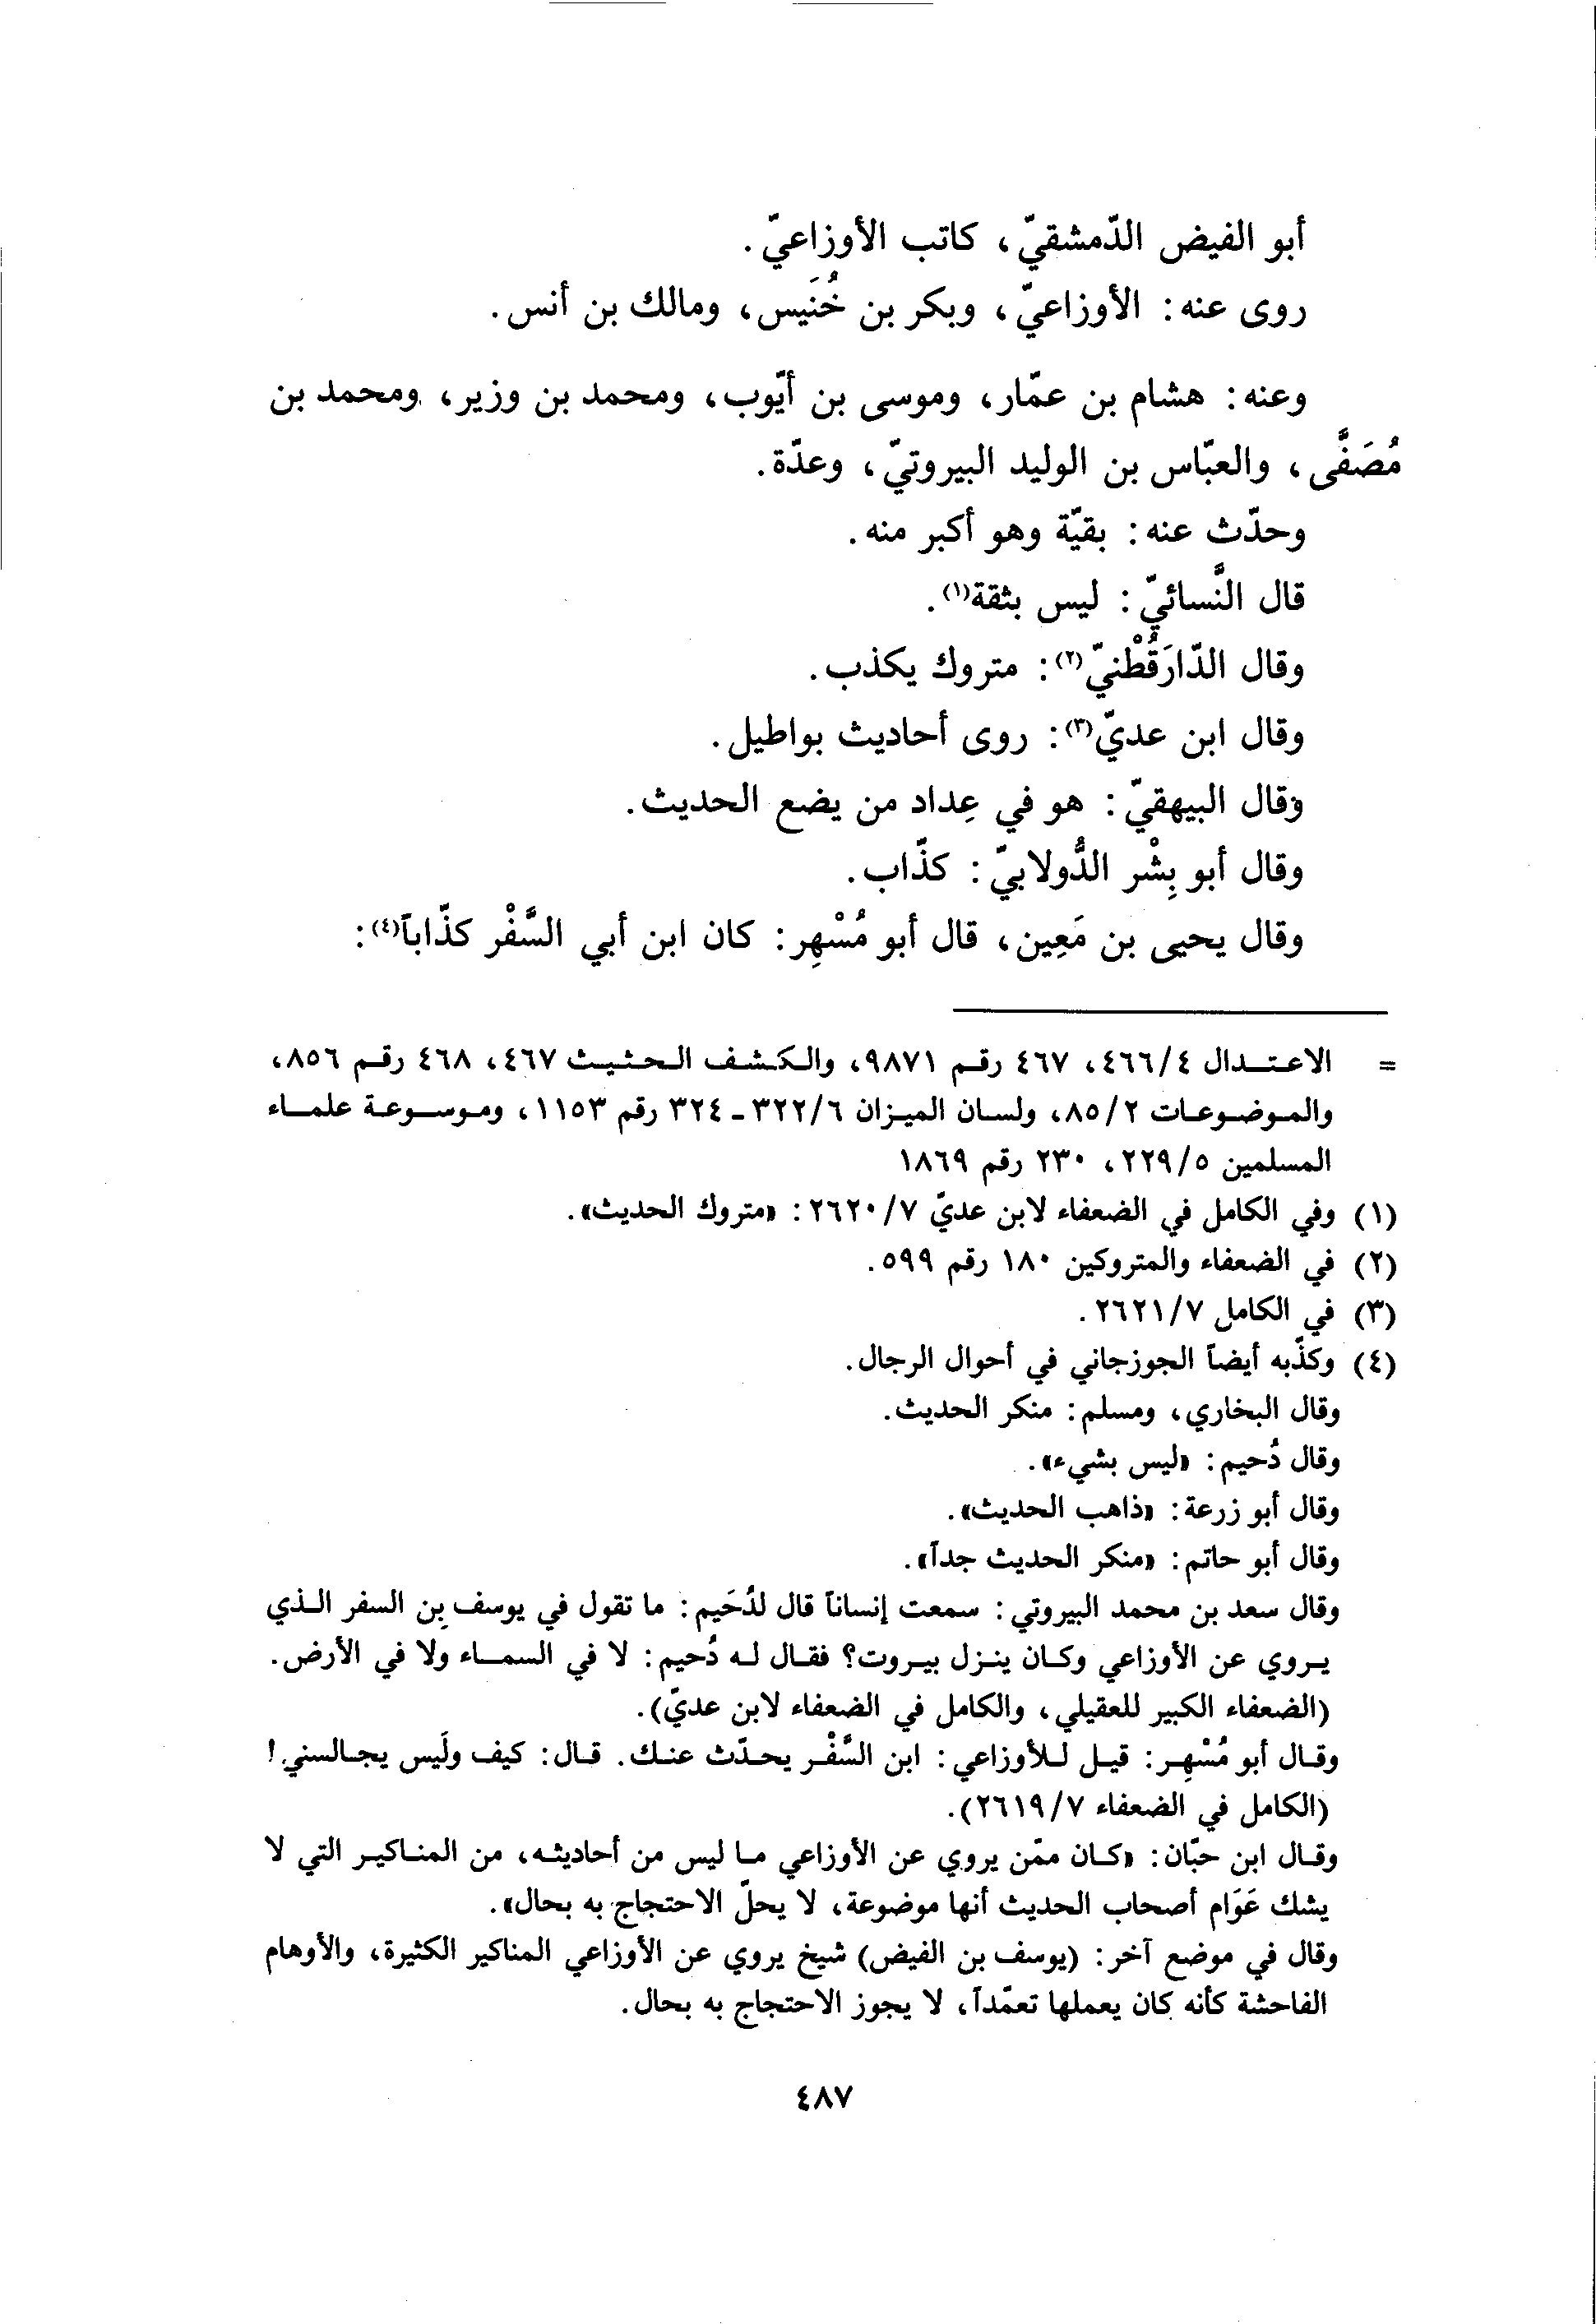 أبو الفيض الدّمشقيّ، كاتب الأوزاعيّ.
روى عنه: الأوزاعيّ، وبكر بن خُنَيس، ومالك بن أنس.
وعنه: هشام بن عمّار، وموسى بن أيّوب، ومحمد بن وزير، ومحمد بن
مُصَفَّى، والعبّاس بن الوليد البيروتيّ، وعدّة.
وحدّث عنه: بقيّة وهو أكبر منه.
قال النَّسائيّ: ليس بثقة(١).
وقال الدّارَقُطْنيّ(٢): متروك يكذب.
وقال ابن عديّ(٣): روى أحاديث بواطيل.
وقال البيهقيّ: هو في عِداد من يضع الحديث.
وقال أبو بِشْر الدُّولابيّ: كذّاب.
وقال يحيى بن مَعِين، قال أبو مُسْهِر: كان ابن أبي السَّفْر كذّاباً(٤):
= الاعتدال ٤/٤٦٦، ٤٦٧ رقم ٩٨٧١، والكشف الحثيث ٤٦٧، ٤٦٨ رقم ٨٥٦،
والموضوعات ٢/٨٥، ولسان الميزان ٦/٣٢٢ - ٣٢٤ رقم ١١٥٣، وموسوعة علماء
المسلمين ٥/٢٢٩، ٢٣٠ رقم ١٨٦٩
(١) وفي الكامل في الضعفاء لابن عديّ ٧/٢٦٢٠: «متروك الحديث».
(٢) في الضعفاء والمتروكين ١٨٠ رقم ٥٩٩.
(٣) في الكامل ٧/٢٦٢١.
(٤) وكذّبه أيضاً الجوزجاني في أحوال الرجال.
وقال البخاري، ومسلم: منكر الحديث.
وقال دُحيم: «ليس بشيء».
وقال أبو زرعة: «ذاهب الحديث».
وقال أبو حاتم: «منكر الحديث جداً».
وقال سعد بن محمد البيروتي: سمعت إنساناً قال لدُحَيم: ما تقول في يوسف بن السفر الذي
يروي عن الأوزاعي وكان ينزل بيروت؟ فقال له دُحيم: لا في السماء ولا في الأرض.
(الضعفاء الكبير للعقيلي، والكامل في الضعفاء لابن عديّ).
وقال أبو مُسْهِر: قيل للأوزاعي: ابن السَّفْر يحدّث عنك. قال: كيف وليس يجالسني!
(الكامل في الضعفاء ٧/٢٦١٩).
وقال ابن حبّان: «كان ممّن يروي عن الأوزاعي ما ليس من أحاديثه، من المناكير التي لا
يشك عَوَام أصحاب الحديث أنها موضوعة، لا يحلّ الاحتجاج به بحال».
وقال في موضع آخر: (يوسف بن الفيض) شيخ يروي عن الأوزاعي المناكير الكثيرة، والأوهام
الفاحشة كأنه كان يعملها تعمّداً، لا يجوز الاحتجاج به بحال.
٤٨٧